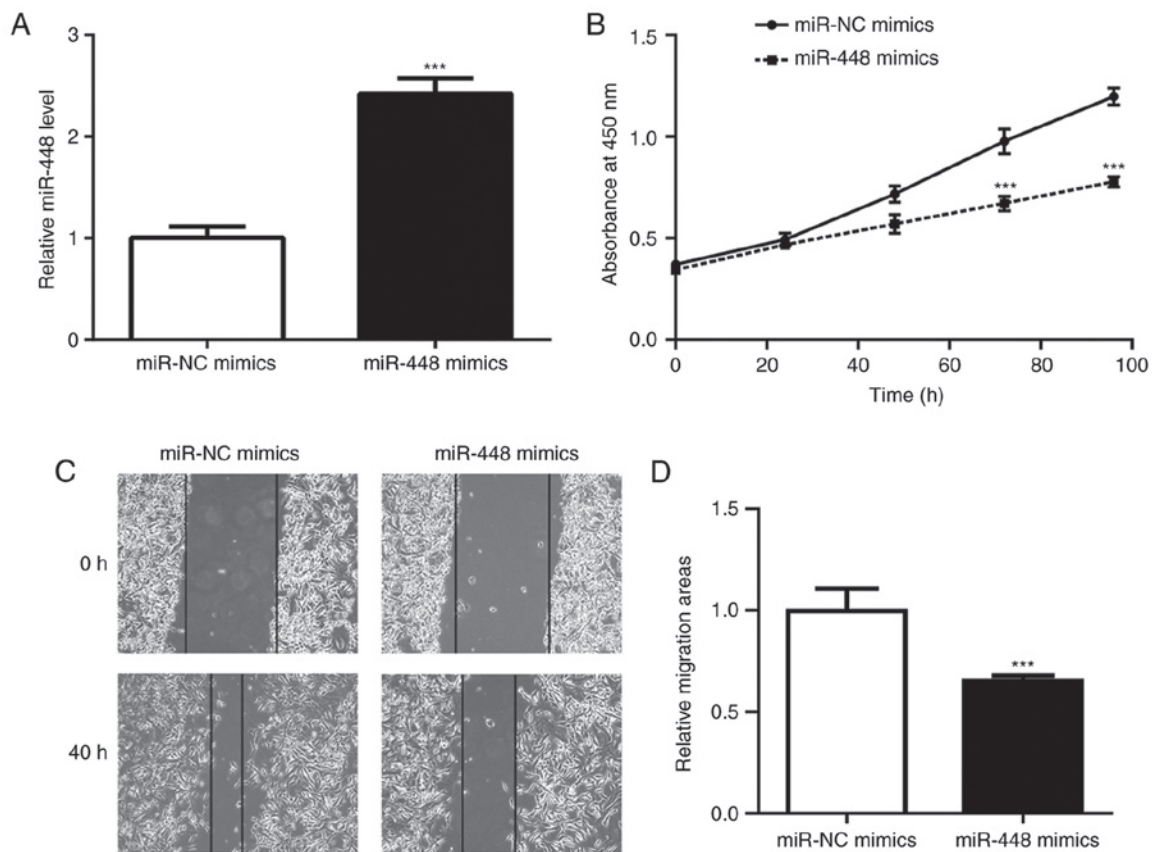 A
Relative miR-448 level
3
2
1
0
***
miR-NC mimics
miR-448 mimics
B
miR-NC mimics
miR-448 mimics
Absorbance at 450 nm
1.5
1.0
0.5
0.0
***
***
0
20
40
60
80
100
Time (h)
C
miR-NC mimics
miR-448 mimics
0 h
40 h
D
Relative migration areas
1.5
1.0
0.5
0.0
***
miR-NC mimics
miR-448 mimics